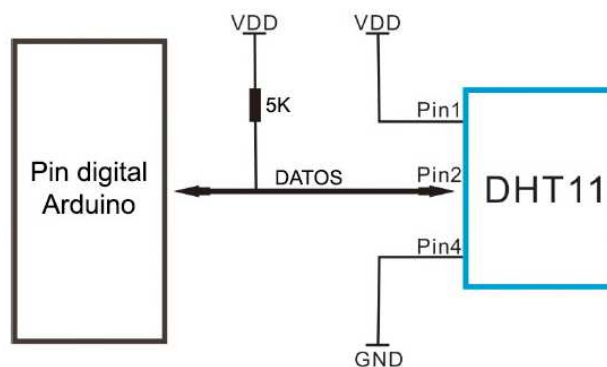 VDD
VDD
5K
Pin1
Pin digital
Arduino
DATOS
Pin2
DHT11
Pin4
GND